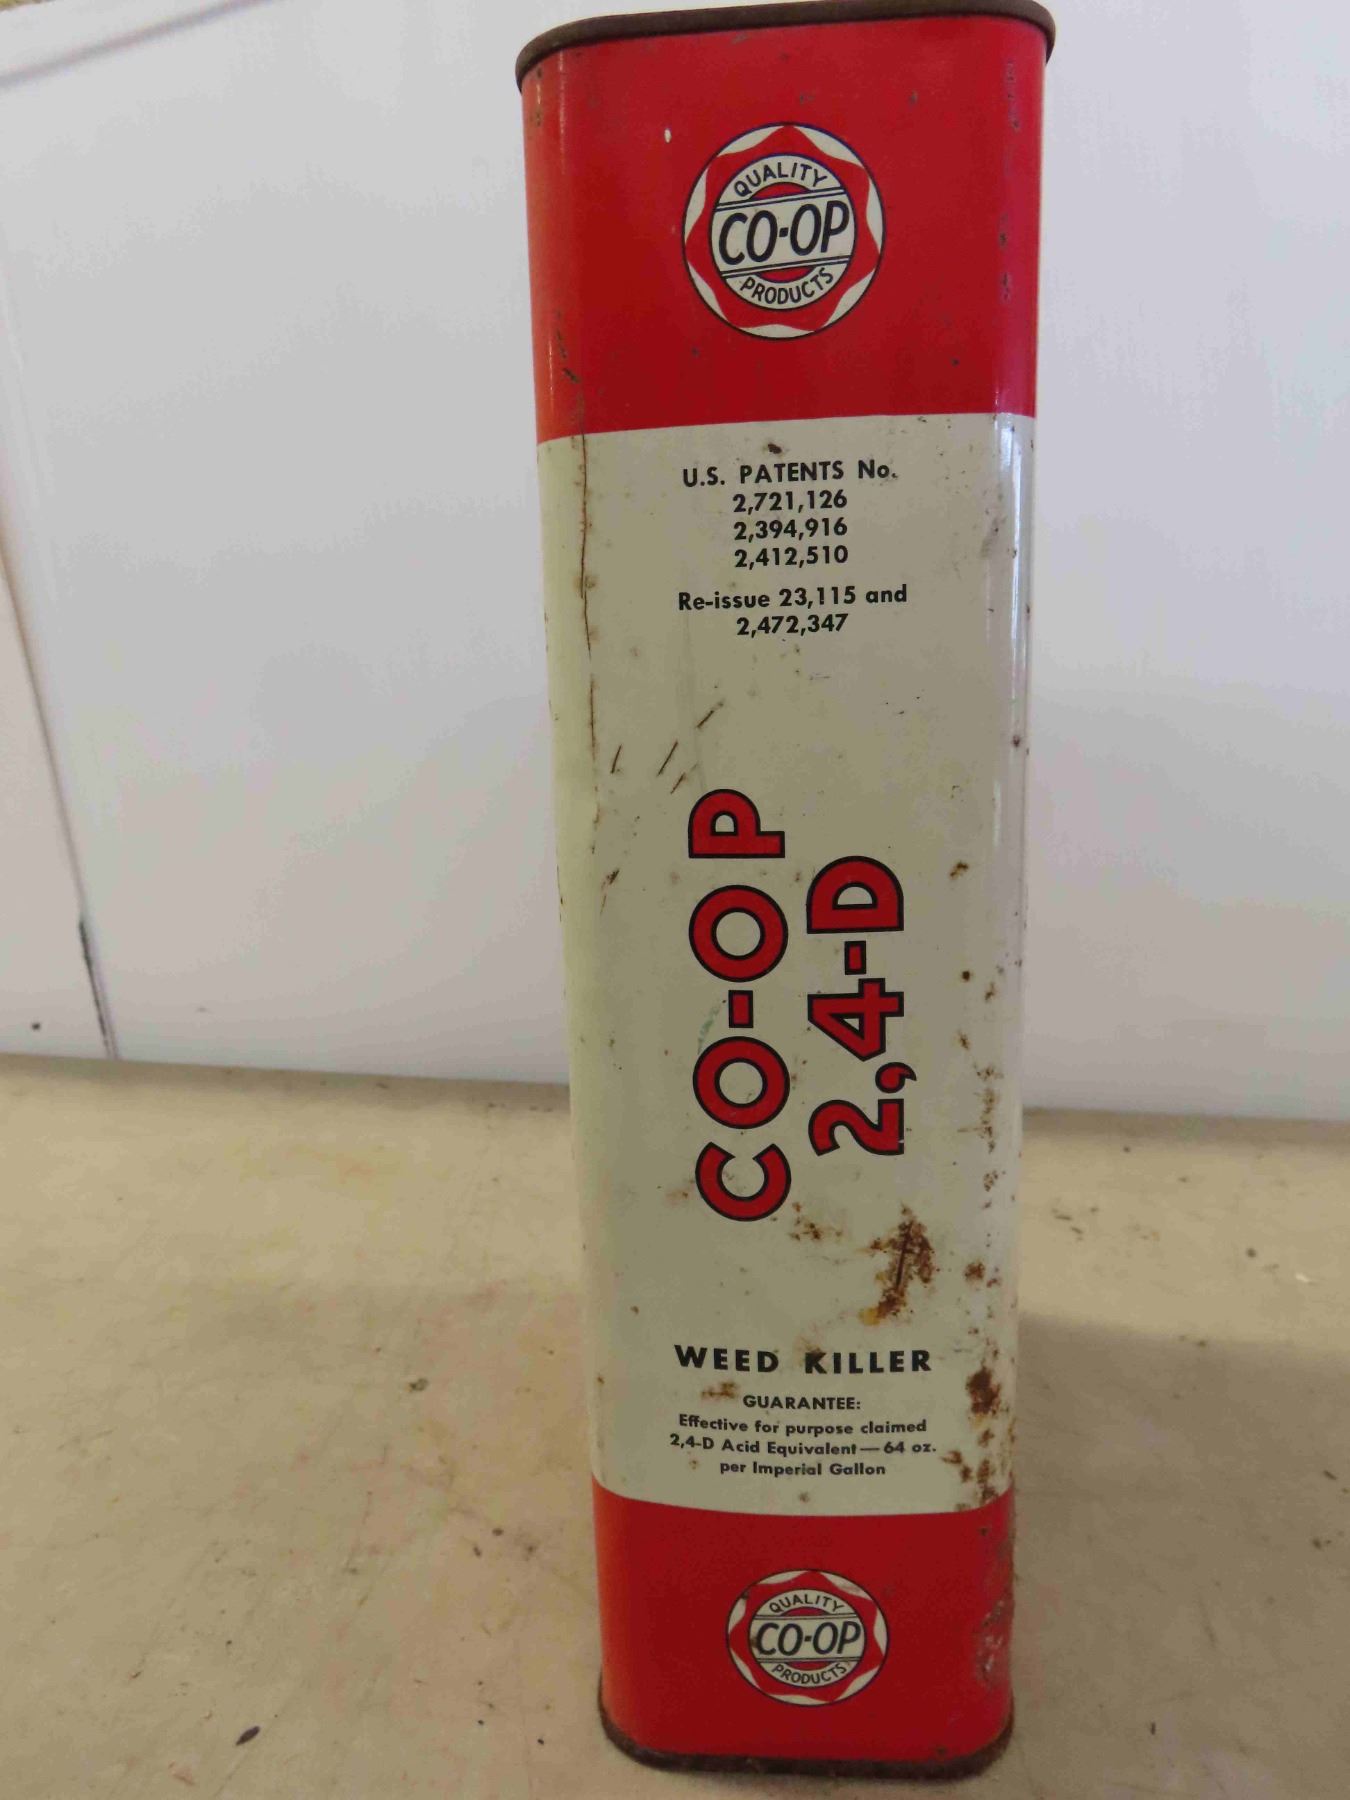 QUALITY
CO-OP
PRODUCTS
U.S. PATENTS No.
2,721,126
2,394,916
2,412,510
Re-issue 23,115 and
2,472,347
CO-OP
2,4-D
WEED KILLER
GUARANTEE:
Effective for purpose claimed
2,4-D Acid Equivalent — 64 oz.
per Imperial Gallon
QUALITY
CO-OP
PRODUCTS